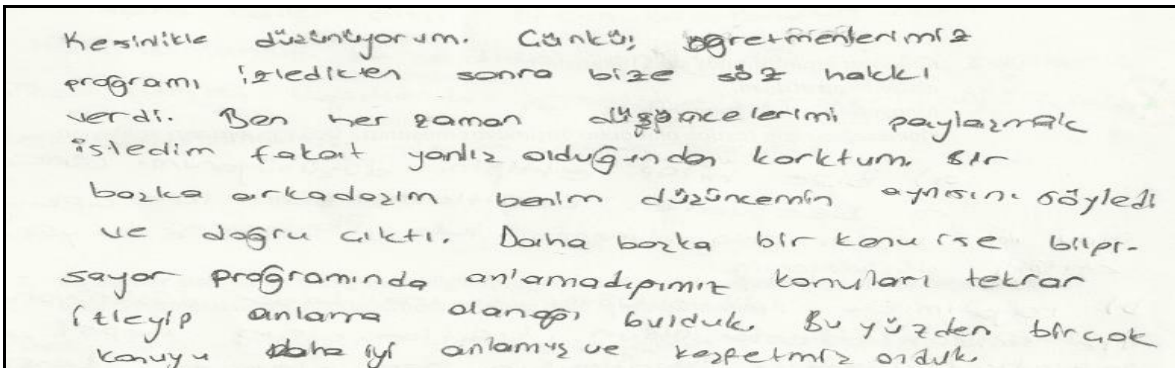 Kesinlikle düşünüyorum. Çünkü, öğretmenlerimiz
programı izledikten sonra bize söz hakkı
verdi. Ben her zaman düşüncelerimi paylaşmak
istedim fakat yanlız olduğundan korktum. Bir
başka arkadaşım benim düşüncemin aynısını söyledi
ve doğru çıktı. Daha başka bir konu ise bilgi-
sayar programında anlamadığımız konuları tekrar
izleyip anlama olanağı bulduk. Bu yüzden birçok
konuyu daha iyi anlamış ve keşfetmiş olduk.